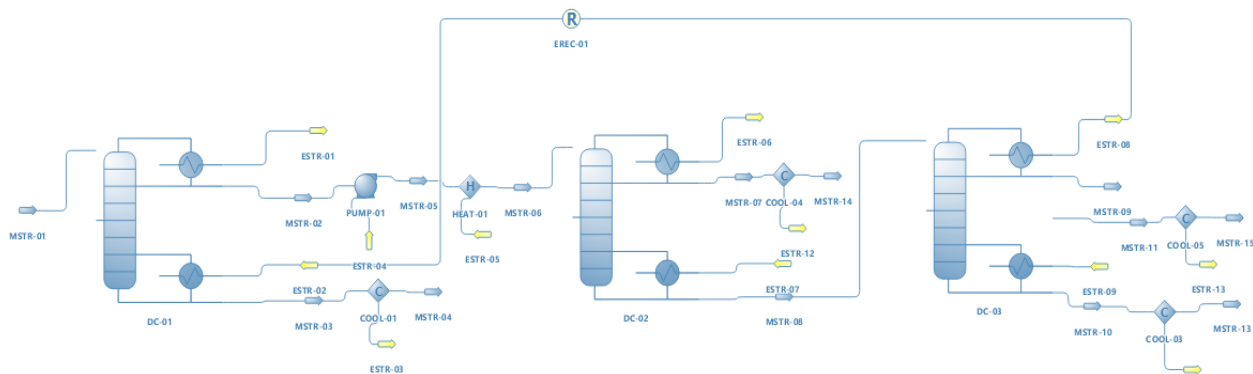 R
EREC-01
ESTR-01
ESTR-06
ESTR-08
MSTR-01
MSTR-02
PUMP-01
MSTR-05
H
HEAT-01
MSTR-06
MSTR-07
C
COOL-04
MSTR-14
MSTR-09
MSTR-11
C
COOL-05
MSTR-15
ESTR-04
ESTR-05
ESTR-12
ESTR-02
ESTR-07
ESTR-09
ESTR-13
DC-01
MSTR-03
C
COOL-01
MSTR-04
DC-02
MSTR-08
DC-03
MSTR-10
C
COOL-03
MSTR-13
ESTR-03